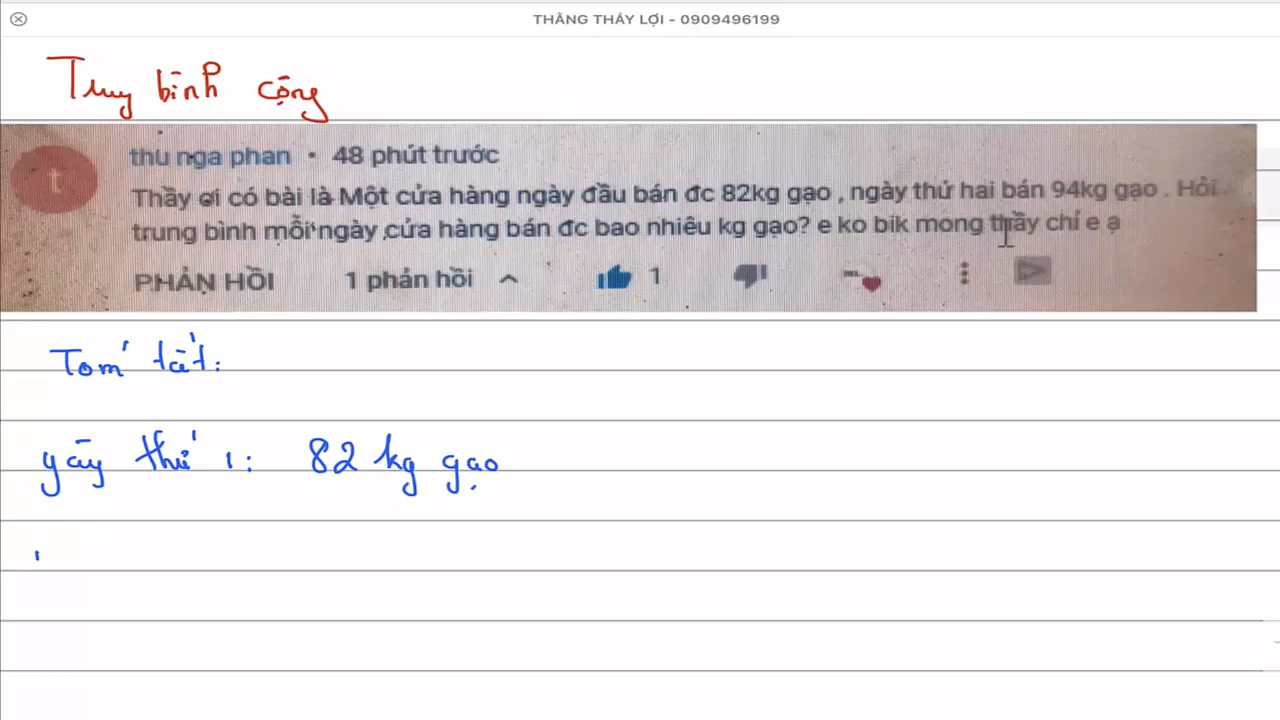 THẦNG THÁY LỢI - 0909496199
Trung bình cộng
t
thu nga phan • 48 phút trước
Thầy ơi có bài là Một cửa hàng ngày đầu bán đc 82kg gạo , ngày thứ hai bán 94kg gạo . Hỏi
trung bình mỗi ngày ,cửa hàng bán đc bao nhiêu kg gạo? e ko bik mong thầy chỉ e ạ
PHẢN HỒI 1 phản hồi 1
Tóm tắt:
gày thứ 1: 82 kg gạo